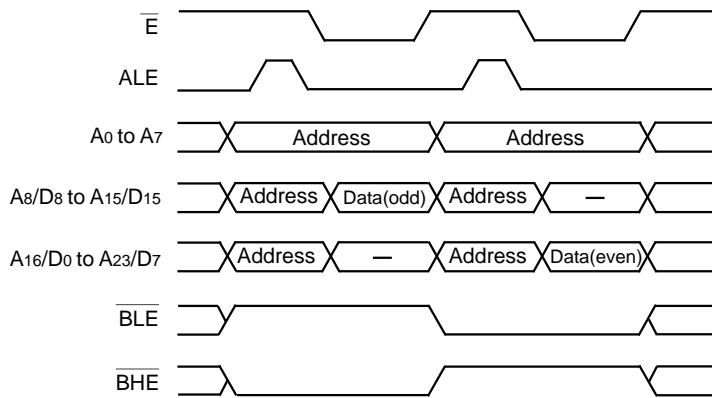 E
ALE
A0 to A7 Address Address
A8/D8 to A15/D15 Address Data(odd) Address —
A16/D0 to A23/D7 Address — Address Data(even)
BLE
BHE